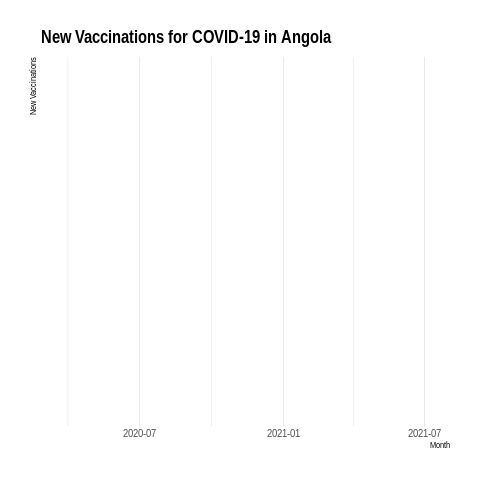 New Vaccinations for COVID-19 in Angola
New Vaccinations
2020-07 2021-01 2021-07
Month